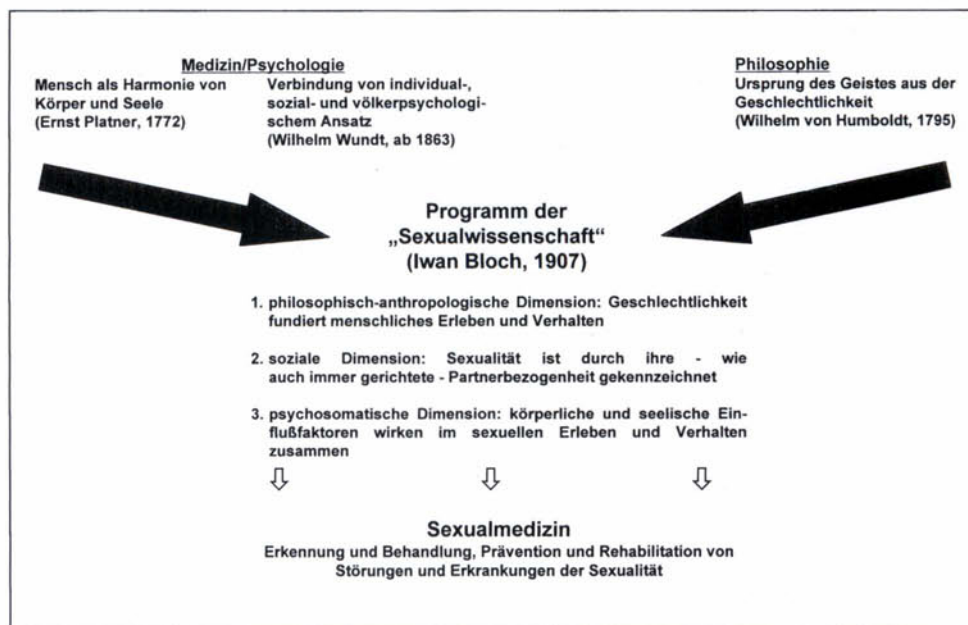 Medizin/Psychologie
Mensch als Harmonie von
Körper und Seele
(Ernst Platner, 1772)
Verbindung von individual-,
sozial- und völkerpsychologi-
schem Ansatz
(Wilhelm Wundt, ab 1863)
Philosophie
Ursprung des Geistes aus der
Geschlechtlichkeit
(Wilhelm von Humboldt, 1795)
Programm der
„Sexualwissenschaft“
(Iwan Bloch, 1907)
1. philosophisch-anthropologische Dimension: Geschlechtlichkeit
fundiert menschliches Erleben und Verhalten
2. soziale Dimension: Sexualität ist durch ihre - wie
auch immer gerichtete - Partnerbezogenheit gekennzeichnet
3. psychosomatische Dimension: körperliche und seelische Ein-
flußfaktoren wirken im sexuellen Erleben und Verhalten
zusammen
Sexualmedizin
Erkennung und Behandlung, Prävention und Rehabilitation von
Störungen und Erkrankungen der Sexualität